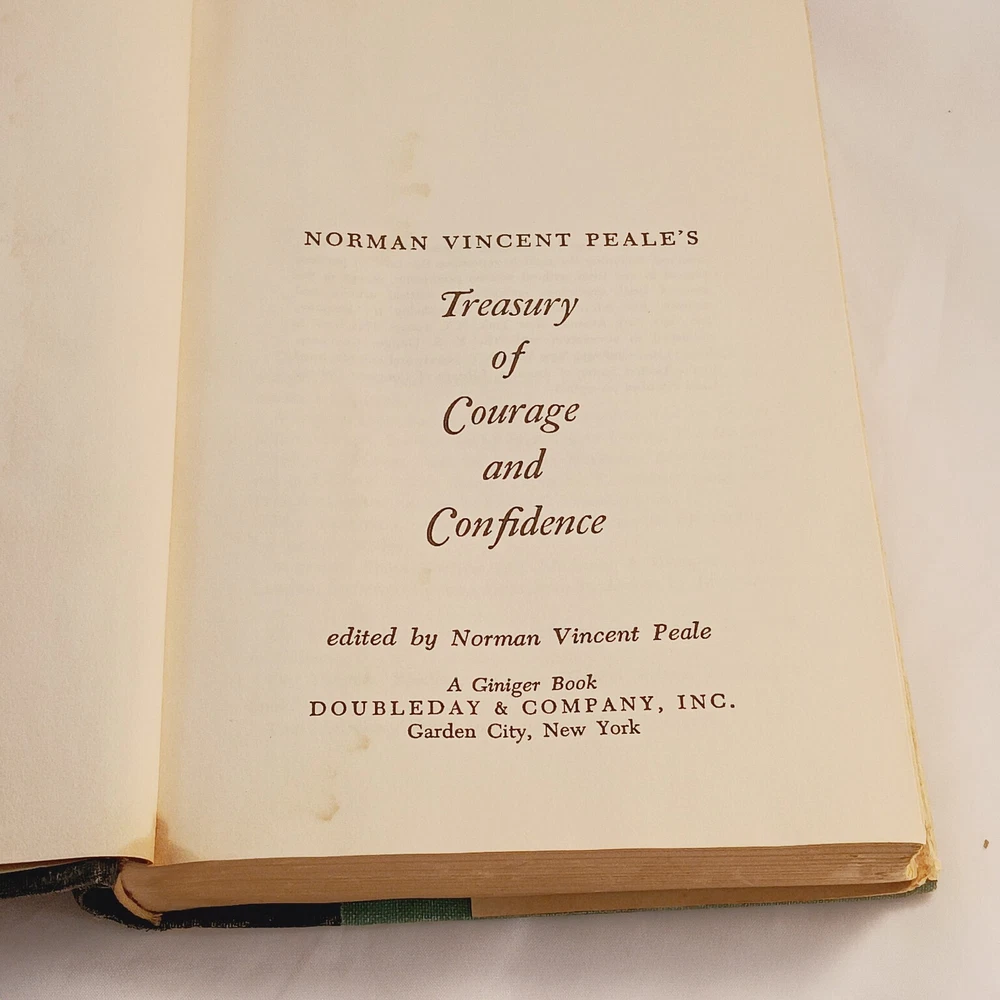 NORMAN VINCENT PEALE'S
Treasury
of
Courage
and
Confidence
edited by Norman Vincent Peale
A Giniger Book
DOUBLEDAY & COMPANY, INC.
Garden City, New York